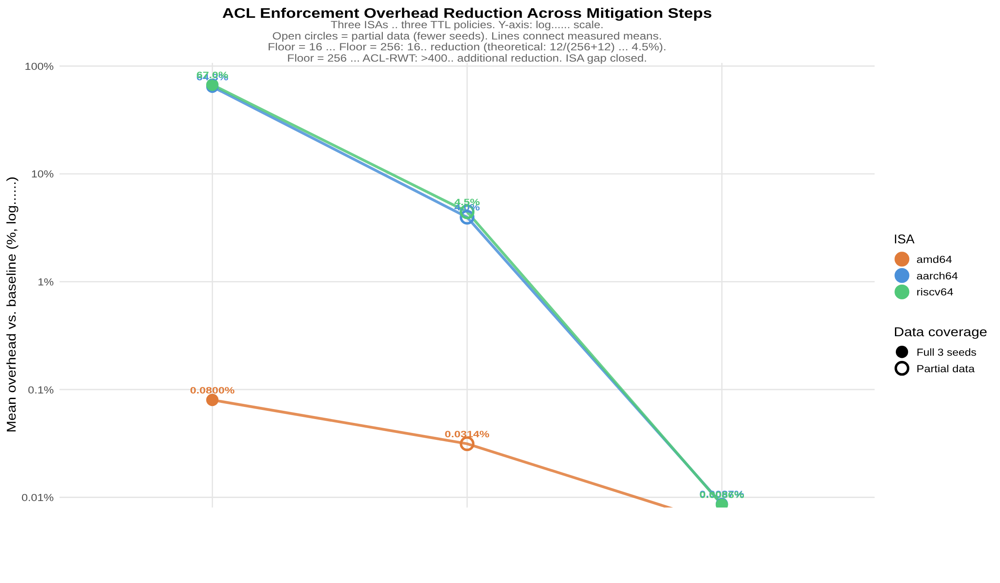 ACL Enforcement Overhead Reduction Across Mitigation Steps
Three ISAs .. three TTL policies. Y-axis: log...... scale.
Open circles = partial data (fewer seeds). Lines connect measured means.
Floor = 16 ... Floor = 256: 16.. reduction (theoretical: 12/(256+12) ... 4.5%).
Floor = 256 ... ACL-RWT: >400.. additional reduction. ISA gap closed.
Mean overhead vs. baseline (%, log......)
100%
10%
1%
0.1%
0.01%
4.5%
4.0%
0.0800%
0.0314%
ISA
amd64
aarch64
riscv64
Data coverage
Full 3 seeds
Partial data